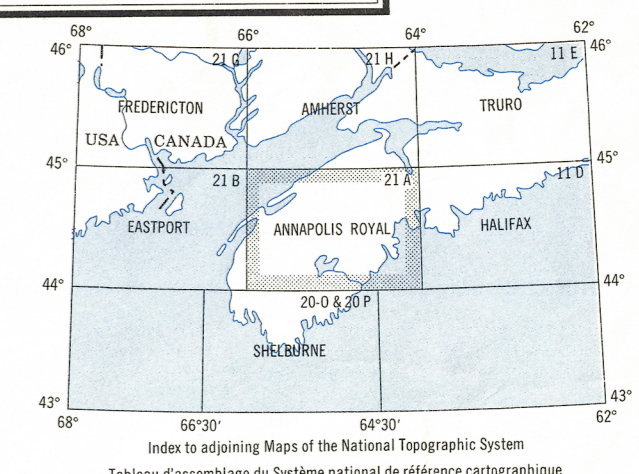 68° 66° 64° 62°
46° 21 G 21 H 11 E 46°
FREDERICTON AMHERST TRURO
USA CANADA
45° 21 B 21 A 11 D 45°
EASTPORT ANNAPOLIS ROYAL HALIFAX
44° 44°
20-O & 20 P
SHELBURNE
43° 43°
68° 66°30' 64°30' 62°
Index to adjoining Maps of the National Topographic System
Tableau d'assemblage du Système national de référence cartographique